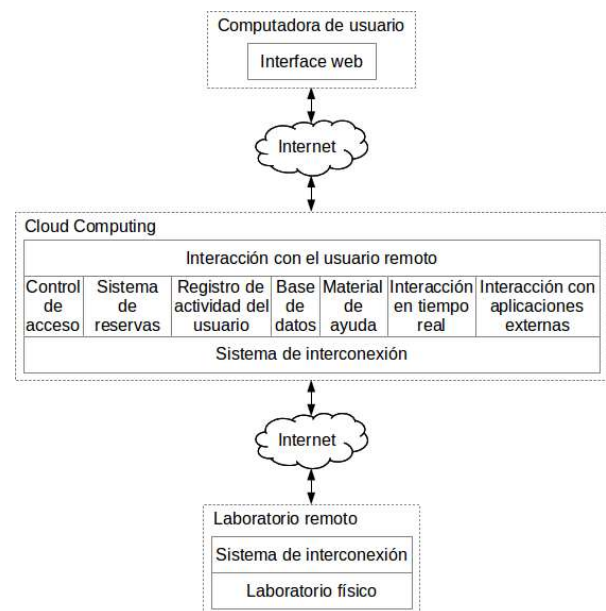 Computadora de usuario
Interface web
Internet
Cloud Computing
Interacción con el usuario remoto
Control
de
acceso
Sistema
de
reservas
Registro de
actividad del
usuario
Base
de
datos
Material
de
ayuda
Interacción
en tiempo
real
Interacción con
aplicaciones
externas
Sistema de interconexión
Internet
Laboratorio remoto
Sistema de interconexión
Laboratorio físico